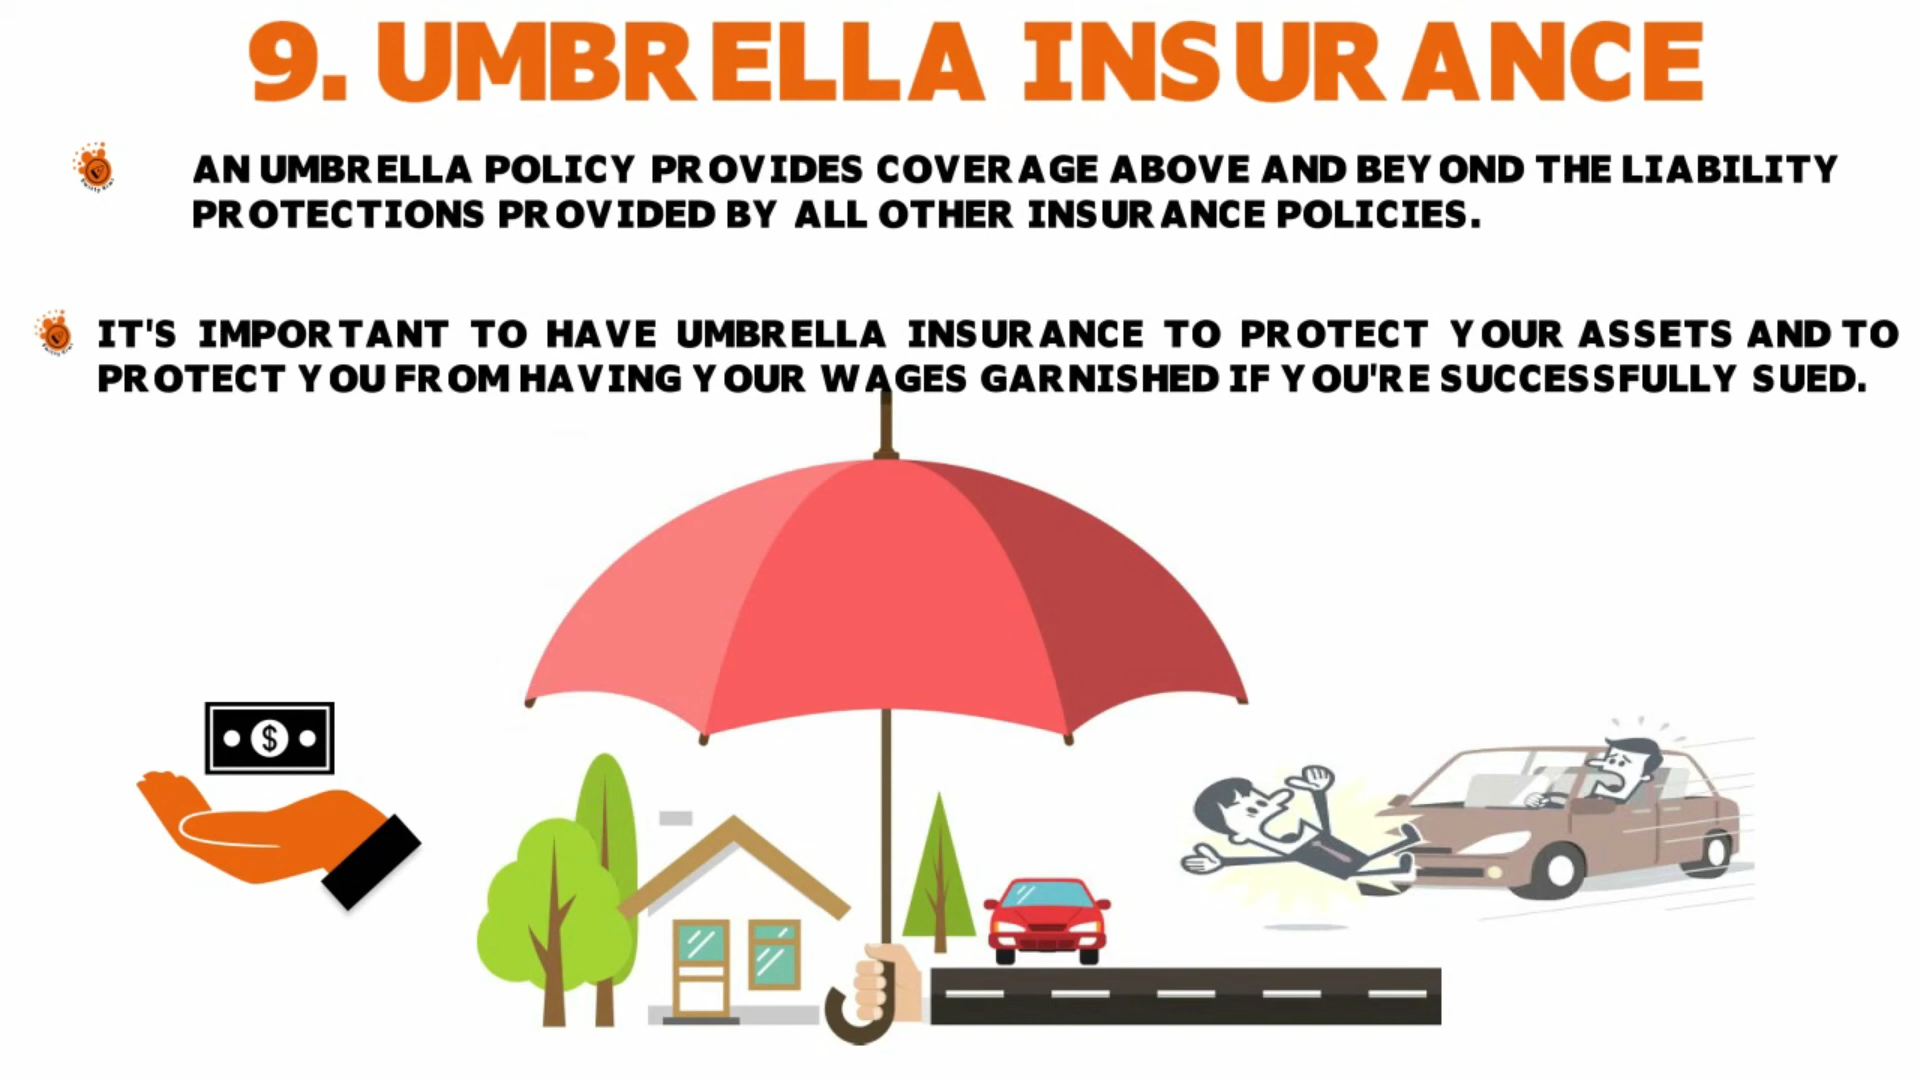 9. UMBRELLA INSURANCE
AN UMBRELLA POLICY PROVIDES COVERAGE ABOVE AND BEYOND THE LIABILITY
PROTECTIONS PROVIDED BY ALL OTHER INSURANCE POLICIES.
IT'S IMPORTANT TO HAVE UMBRELLA INSURANCE TO PROTECT YOUR ASSETS AND TO
PROTECT YOU FROM HAVING YOUR WAGES GARNISHED IF YOU'RE SUCCESSFULLY SUED.
$